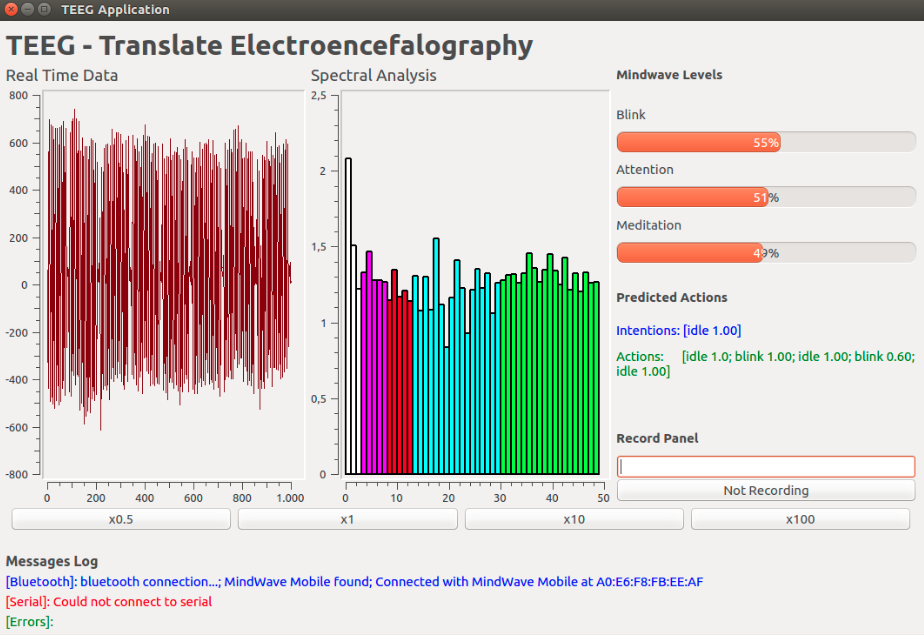 TEEG Application
TEEG - Translate Electroencefalography
Real Time Data
800
600
400
200
0
-200
-400
-600
-800
0 200 400 600 800 1.000
Spectral Analysis
2,5
2
1,5
1
0,5
0
0 10 20 30 40 50
Mindwave Levels
Blink
55%
Attention
51%
Meditation
49%
Predicted Actions
Intentions: [idle 1.00]
Actions: [idle 1.0; blink 1.00; idle 1.00; blink 0.60;
idle 1.00]
Record Panel
Not Recording
x0.5 x1 x10 x100
Messages Log
[Bluetooth]: bluetooth connection...; MindWave Mobile found; Connected with MindWave Mobile at A0:E6:F8:FB:EE:AF
[Serial]: Could not connect to serial
[Errors]: